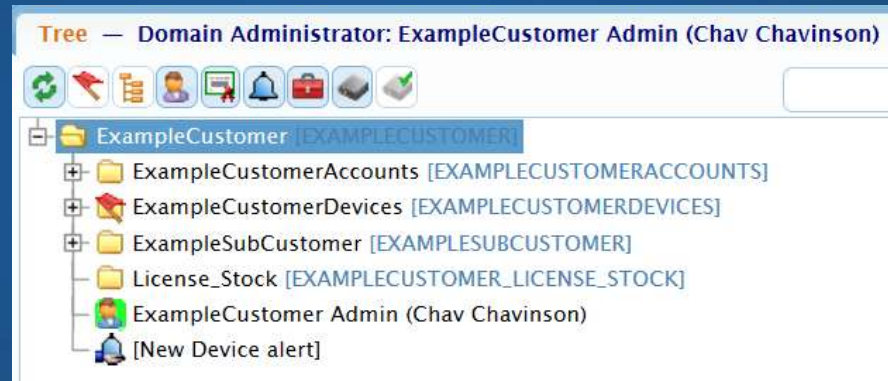 Tree — Domain Administrator: ExampleCustomer Admin (Chav Chavinson)
ExampleCustomer [EXAMPLECUSTOMER]
ExampleCustomerAccounts [EXAMPLECUSTOMERACCOUNTS]
ExampleCustomerDevices [EXAMPLECUSTOMERDEVICES]
ExampleSubCustomer [EXAMPLESUBCUSTOMER]
License_Stock [EXAMPLECUSTOMER_LICENSE_STOCK]
ExampleCustomer Admin (Chav Chavinson)
[New Device alert]